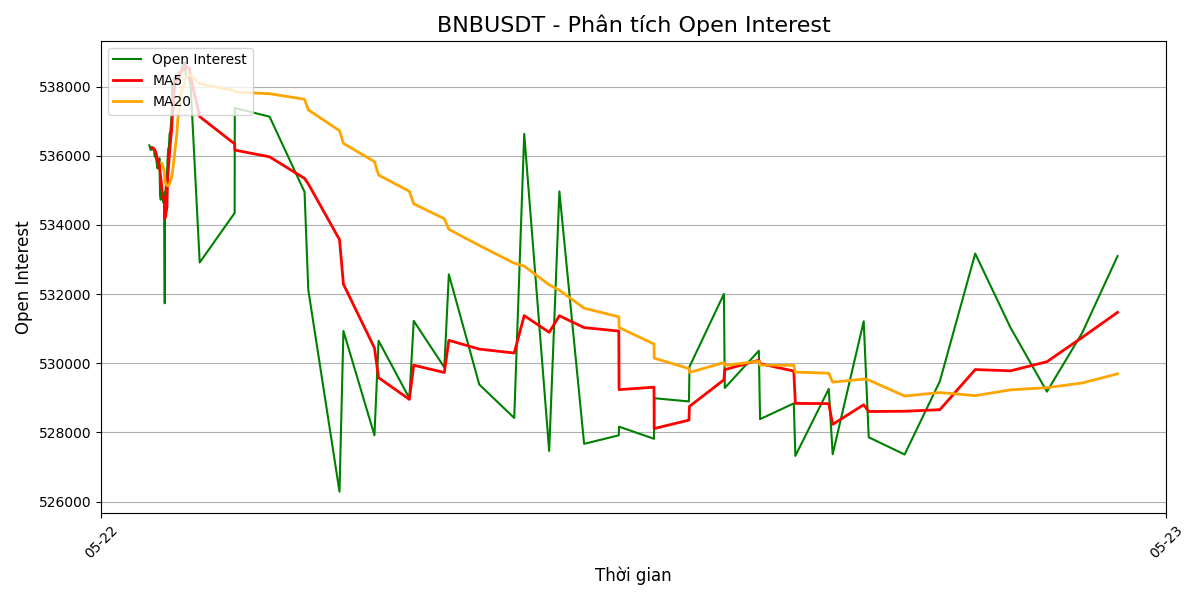 BNBUSDT - Phân tích Open Interest
Open Interest
MA5
MA20
538000
536000
534000
532000
530000
528000
526000
Open Interest
05-22
05-23
Thời gian